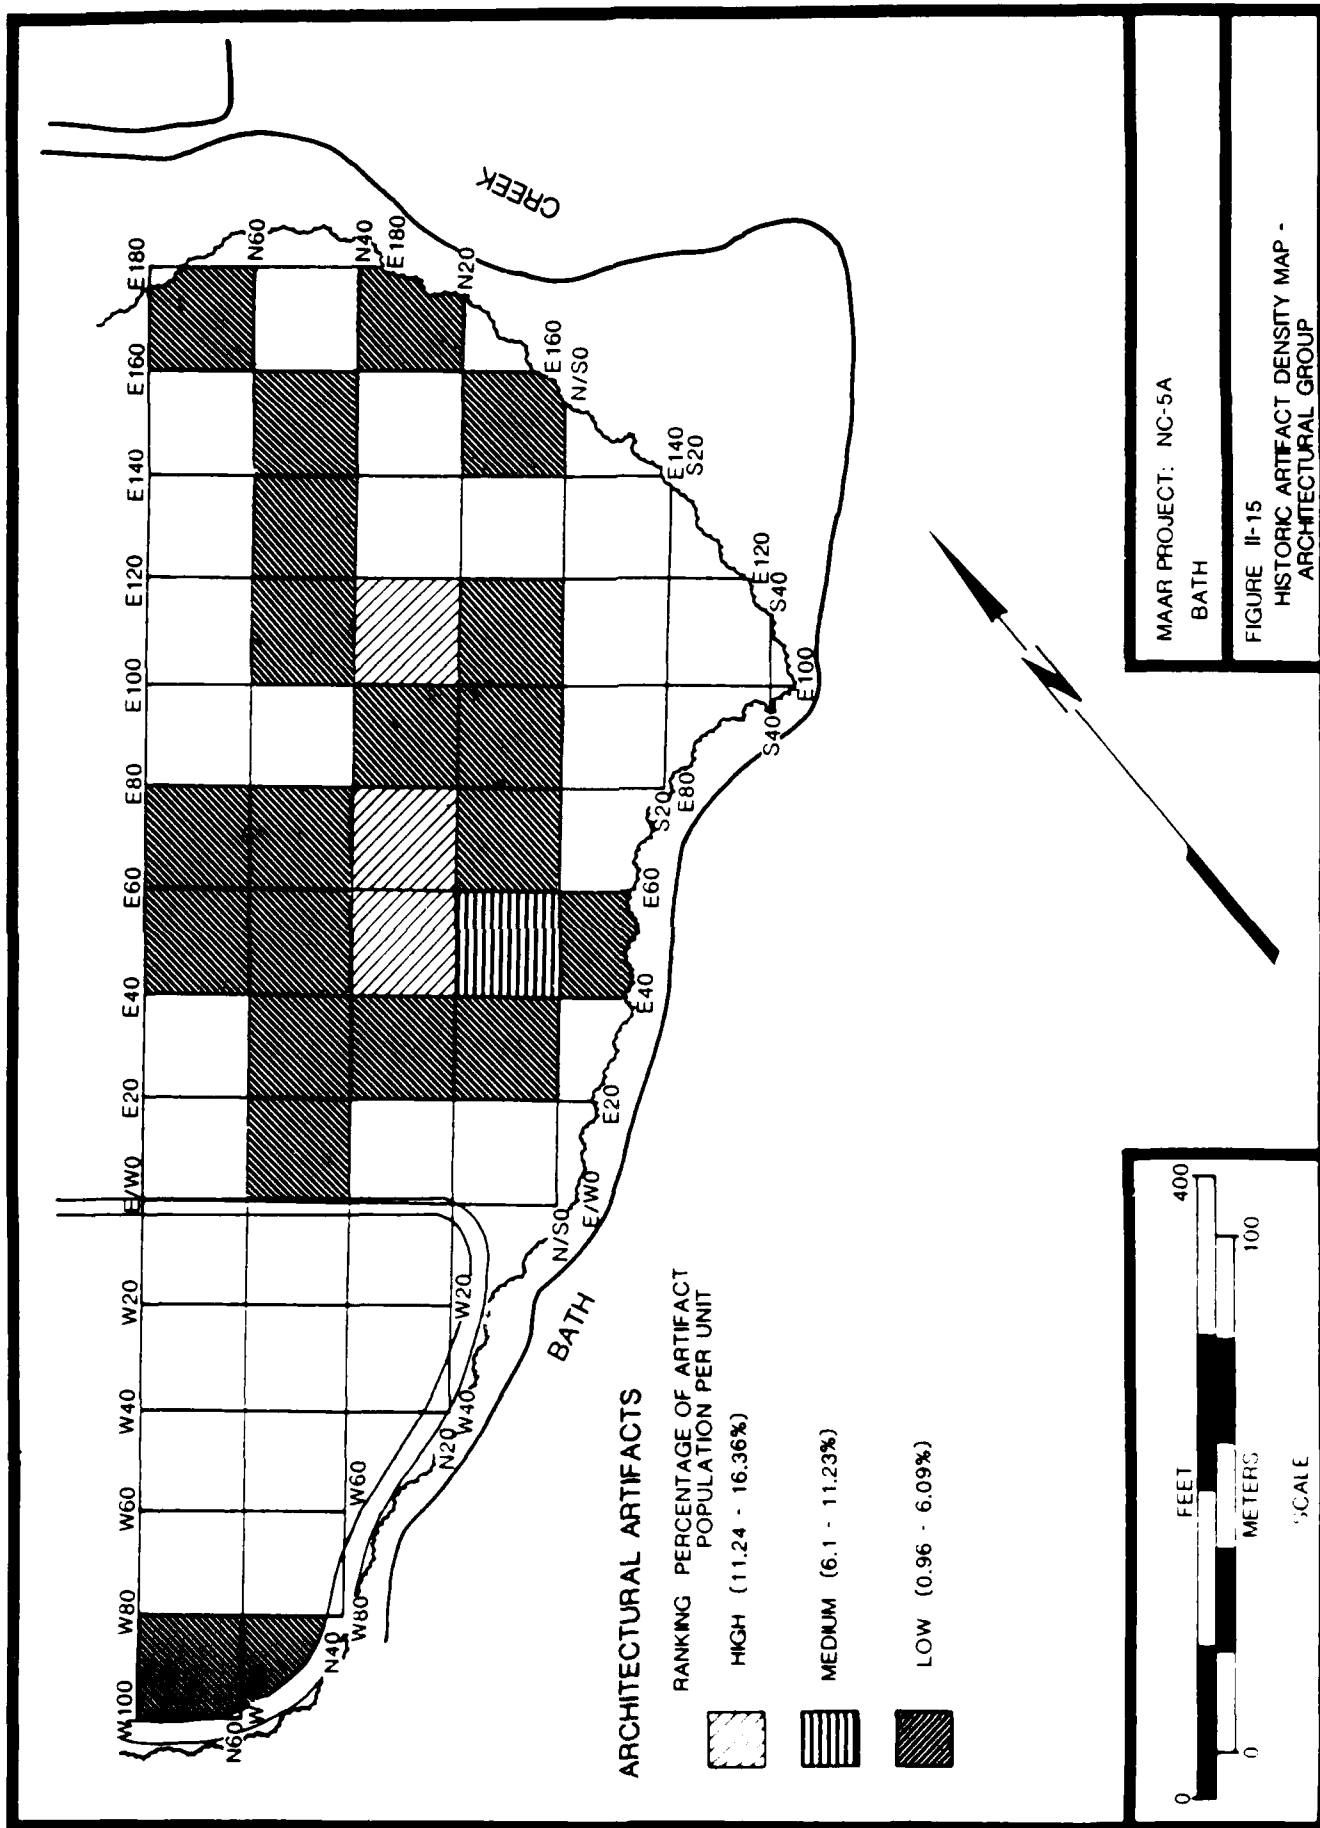 W100
W80
W60
W40
W20
E/W0
E20
E40
E60
E80
E100
E120
E140
E160
E180
N60
N40
E180
N20
E160
N/S0
E140
S20
E120
S40
E100
S40
E80
S20
E60
E40
E20
E/W0
N/S0
W20
W40
N20
W60
W80
N40
N60
BATH
CREEK
N
ARCHITECTURAL ARTIFACTS
RANKING PERCENTAGE OF ARTIFACT
POPULATION PER UNIT
HIGH (11.24 - 16.36%)
MEDIUM (6.1 - 11.23%)
LOW (0.96 - 6.09%)
0 FEET 400
0 METERS 100
SCALE
MAAR PROJECT: NC-5A
BATH
FIGURE II-15
HISTORIC ARTIFACT DENSITY MAP -
ARCHITECTURAL GROUP